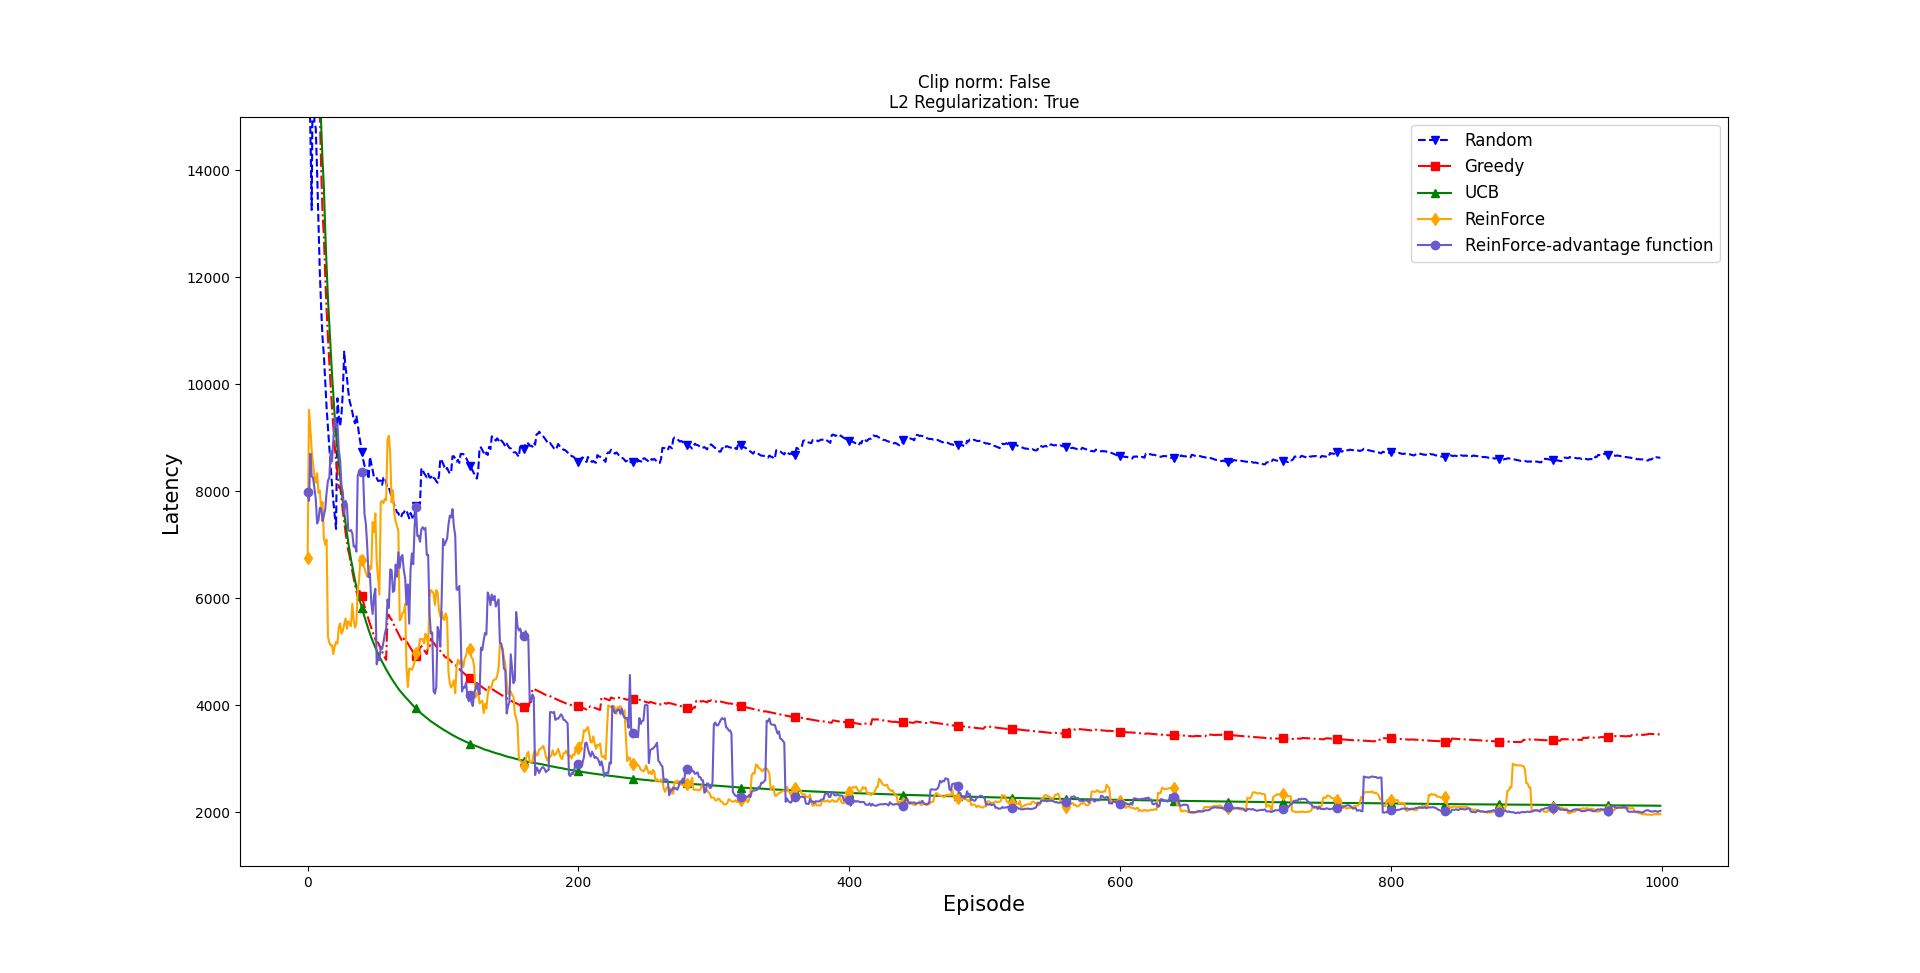 Clip norm: False
L2 Regularization: True
Random
Greedy
UCB
ReinForce
ReinForce-advantage function
Latency
14000
12000
10000
8000
6000
4000
2000
0
200
400
600
800
1000
Episode